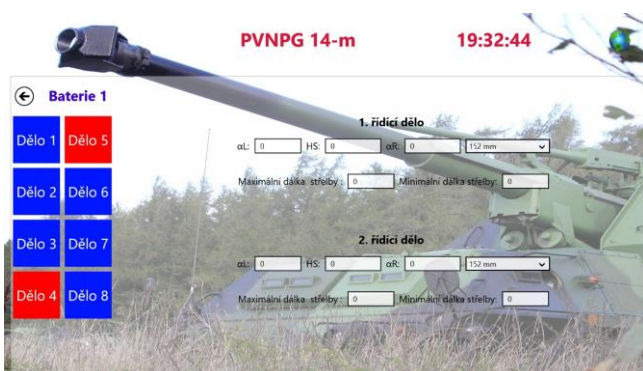 PVNPG 14-m 19:32:44
Baterie 1
Dělo 1 Dělo 5
Dělo 2 Dělo 6
Dělo 3 Dělo 7
Dělo 4 Dělo 8
1. řídící dělo
αL: 0 HS: 0 αR: 0 152 mm
Maximální dálka střelby : 0 Minimální dálka střelby: 0
2. řídící dělo
αL: 0 HS: 0 αR: 0 152 mm
Maximální dálka střelby : 0 Minimální dálka střelby: 0